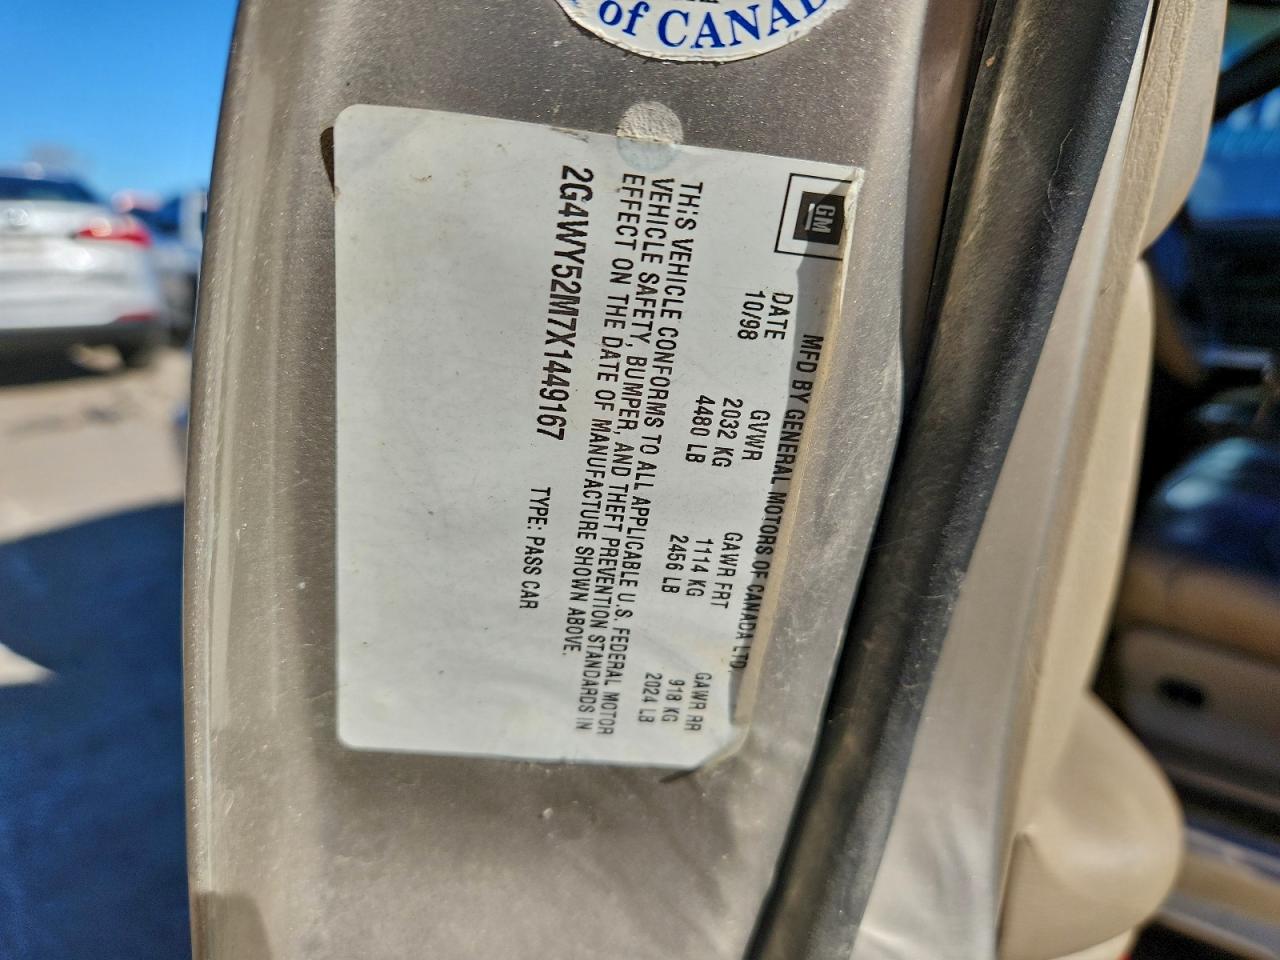 of CANAD
GM
MFD BY GENERAL MOTORS OF CANADA LTD.
DATE GVWR GAWR FRT GAWR RR
10/98 2032 KG 1114 KG 918 KG
4480 LB 2456 LB 2024 LB
THIS VEHICLE CONFORMS TO ALL APPLICABLE U.S. FEDERAL MOTOR
VEHICLE SAFETY, BUMPER, AND THEFT PREVENTION STANDARDS IN
EFFECT ON THE DATE OF MANUFACTURE SHOWN ABOVE.
2G4WY52M7X1449167 TYPE: PASS CAR